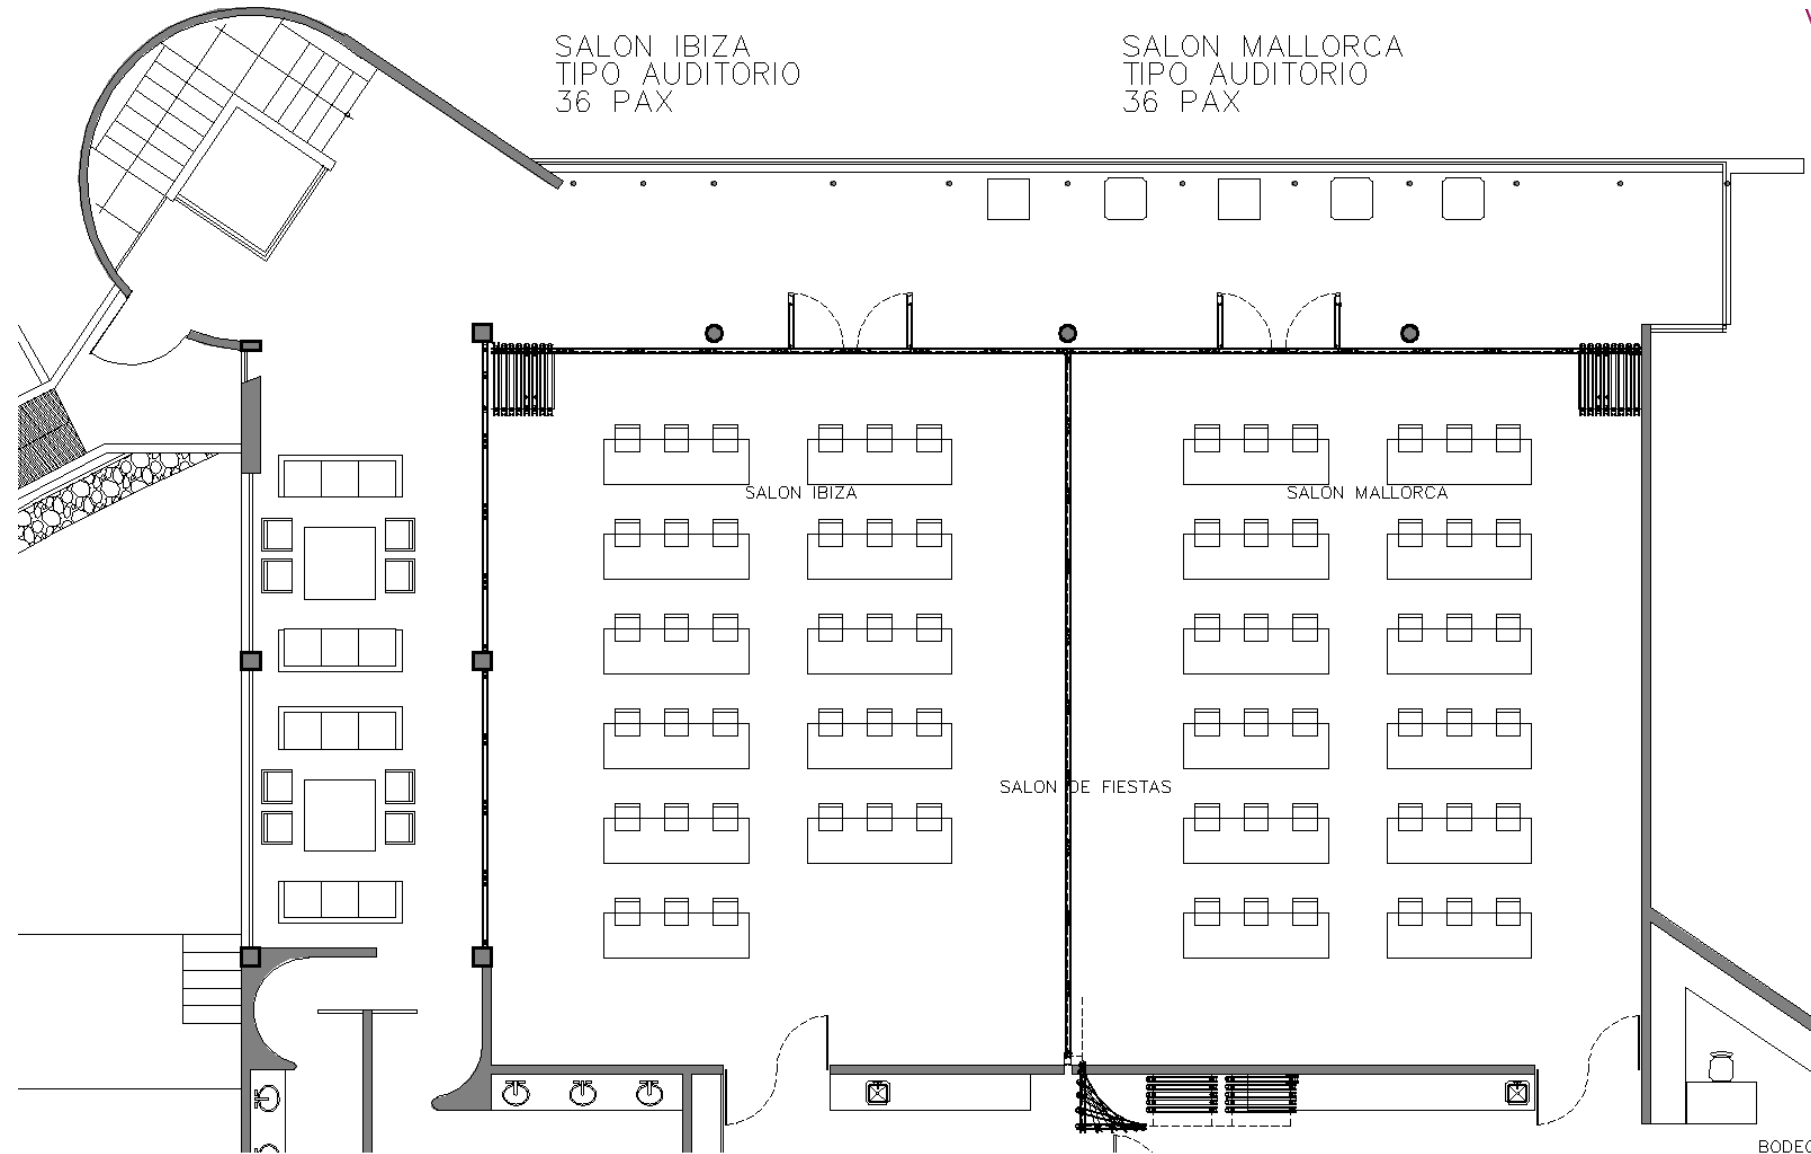 SALON IBIZA
TIPO AUDITORIO
36 PAX
SALON MALLORCA
TIPO AUDITORIO
36 PAX
SALON IBIZA
SALON MALLORCA
SALON DE FIESTAS